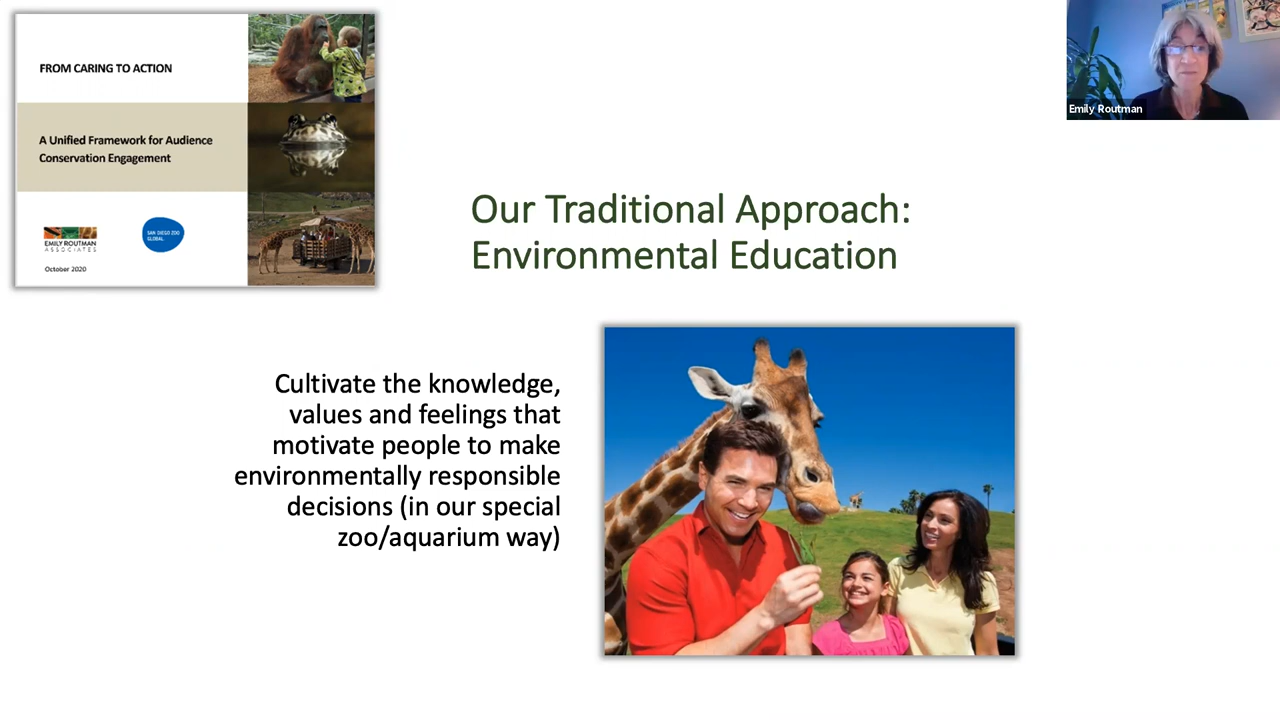 FROM CARING TO ACTION
A Unified Framework for Audience
Conservation Engagement
EMILY ROUTMAN
ASSOCIATES
SAN DIEGO ZOO
GLOBAL
October 2020
Emily Routman
Our Traditional Approach:
Environmental Education
Cultivate the knowledge,
values and feelings that
motivate people to make
environmentally responsible
decisions (in our special
zoo/aquarium way)